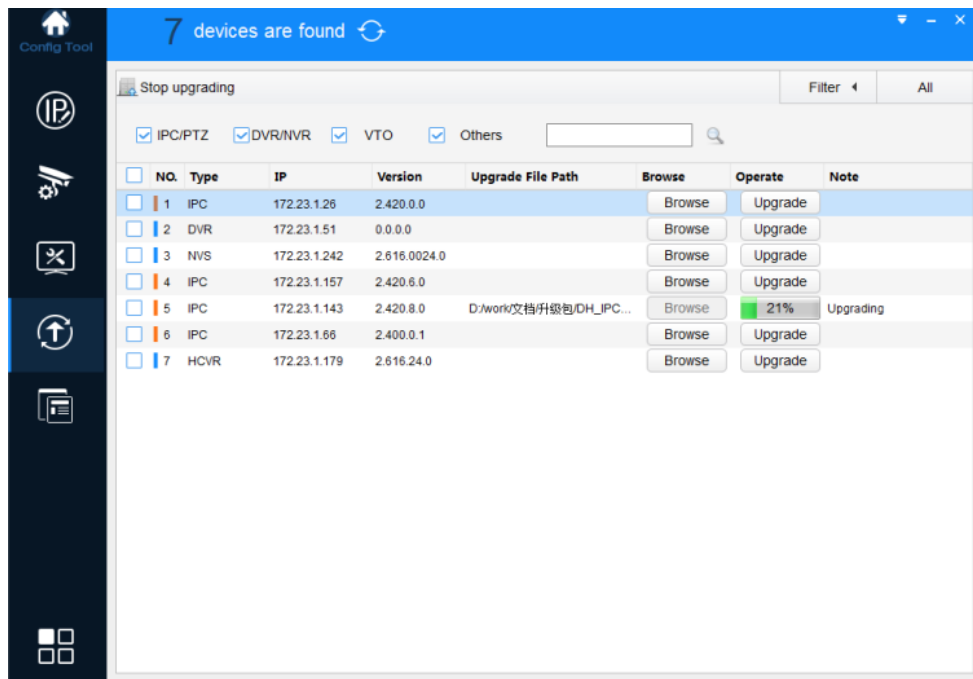 Config Tool
7 devices are found
Stop upgrading Filter All
IPC/PTZ DVR/NVR VTO Others
NO. Type IP Version Upgrade File Path Browse Operate Note
1 IPC 172.23.1.26 2.420.0.0 Browse Upgrade
2 DVR 172.23.1.51 0.0.0.0 Browse Upgrade
3 NVS 172.23.1.242 2.616.0024.0 Browse Upgrade
4 IPC 172.23.1.157 2.420.6.0 Browse Upgrade
5 IPC 172.23.1.143 2.420.8.0 D:/work/文档/升级包/DH_IPC... Browse 21% Upgrading
6 IPC 172.23.1.66 2.400.0.1 Browse Upgrade
7 HCVR 172.23.1.179 2.616.24.0 Browse Upgrade
IP